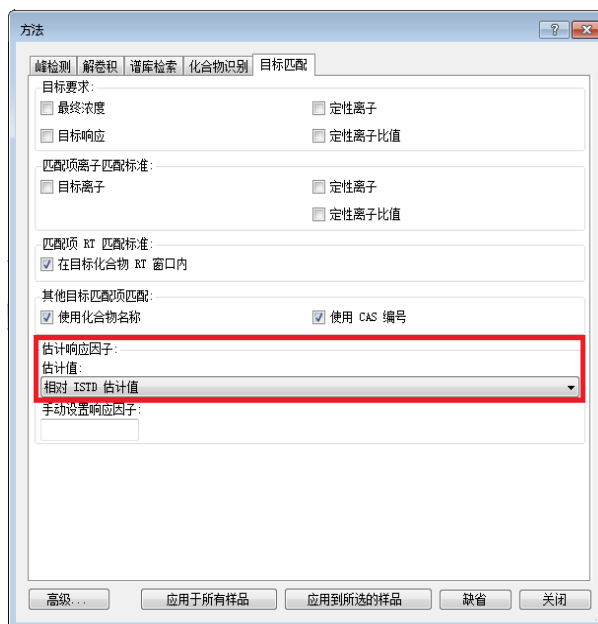 方法
峰检测 解卷积 谱库检索 化合物识别 目标匹配
目标要求:
最终浓度 定性离子
目标响应 定性离子比值
匹配项离子匹配标准:
目标离子 定性离子
定性离子比值
匹配项 RT 匹配标准:
在目标化合物 RT 窗口内
其他目标匹配项匹配:
使用化合物名称 使用 CAS 编号
估计响应因子:
估计值:
相对 ISTD 估计值
手动设置响应因子:
高级... 应用于所有样品 应用到所选的样品 缺省 关闭